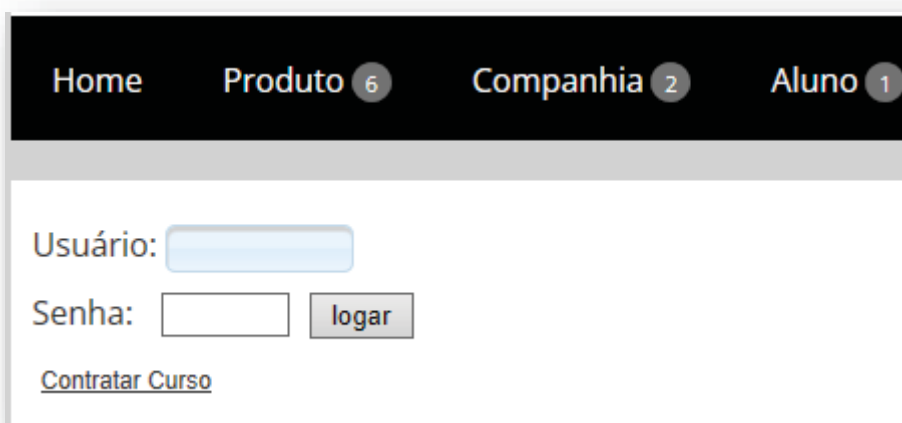 Home Produto 6 Companhia 2 Aluno 1
Usuário:
Senha: logar
Contratar Curso